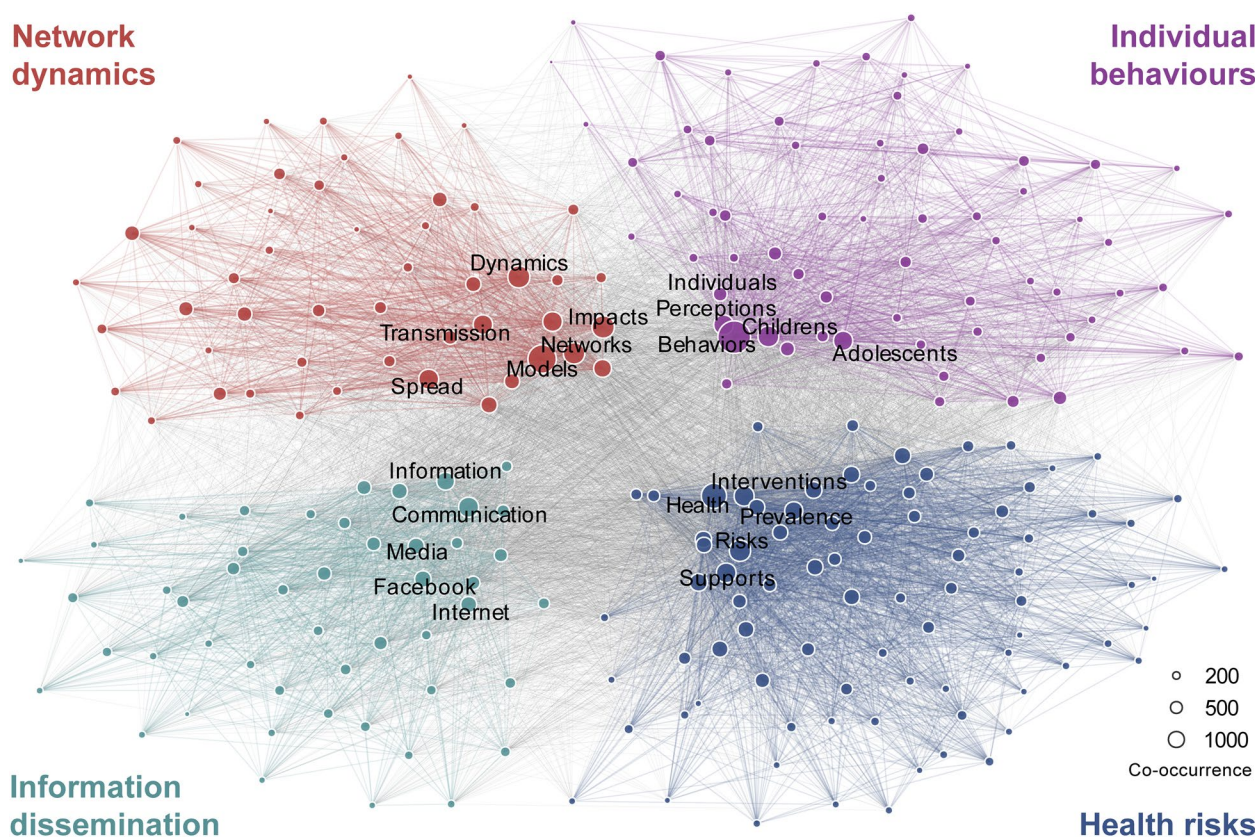 Network
dynamics
Individual
behaviours
Dynamics
Individuals
Perceptions
Impacts
Childrens
Transmission
Networks
Behaviors
Adolescents
Models
Spread
Information
Interventions
Health
Communication
Prevalence
Risks
Media
Supports
Facebook
Internet
200
500
1000
Co-occurrence
Information
dissemination
Health risks